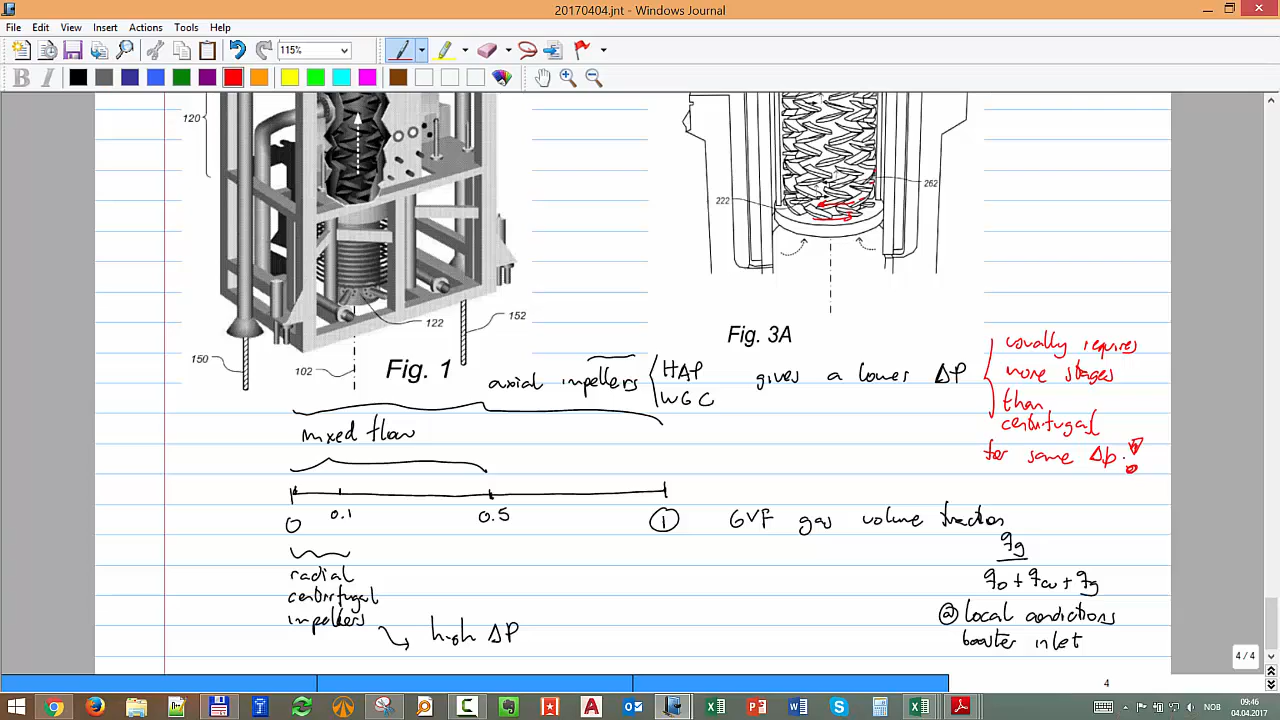 20170404.jnt - Windows Journal
File Edit View Insert Actions Tools Help
115%
B I
120
150
102
122
152
Fig. 1
222
262
Fig. 3A
axial impellers HAP
WGC
gives a lower ΔP
usually requires
more stages
than
centrifugal
for same Δp !
mixed flow
0 0.1 0.5 1
GVF gas volume fraction
qg
qo + qw + qg
@ local conditions
booster inlet
radial
centrifugal
impellers
high ΔP
4 / 4
4
NOB
09:46
04.04.2017